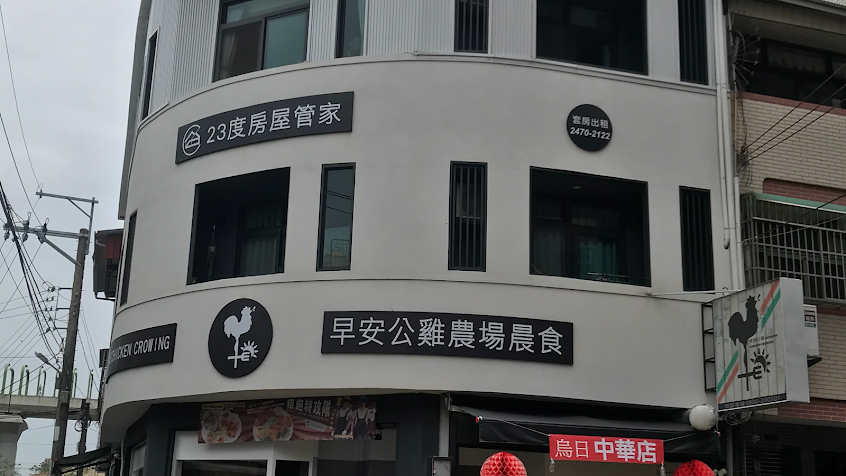 23度房屋管家
套房出租
2470-2122
CHICKEN CROWING
早安公雞農場晨食
烏日中華店